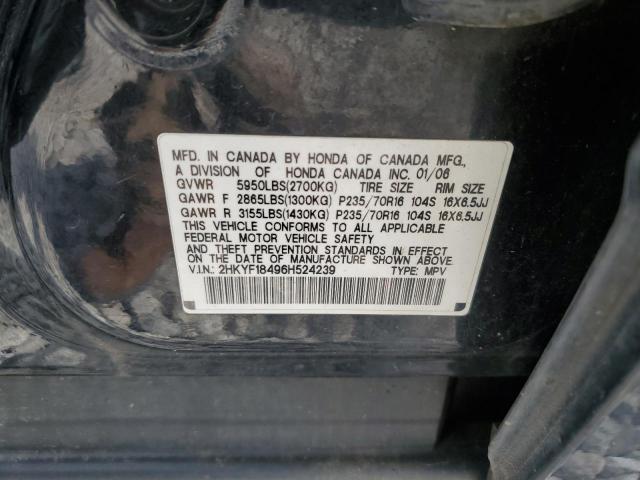 MFD. IN CANADA BY HONDA OF CANADA MFG.,
A DIVISION OF HONDA CANADA INC. 01/06
GVWR 5950LBS(2700KG) TIRE SIZE RIM SIZE
GAWR F 2865LBS(1300KG) P235/70R16 104S 16X6.5JJ
GAWR R 3155LBS(1430KG) P235/70R16 104S 16X6.5JJ
THIS VEHICLE CONFORMS TO ALL APPLICABLE
FEDERAL MOTOR VEHICLE SAFETY
AND THEFT PREVENTION STANDARDS IN EFFECT
ON THE DATE OF MANUFACTURE SHOWN ABOVE.
V.I.N.: 2HKYF18496H524239 TYPE: MPV